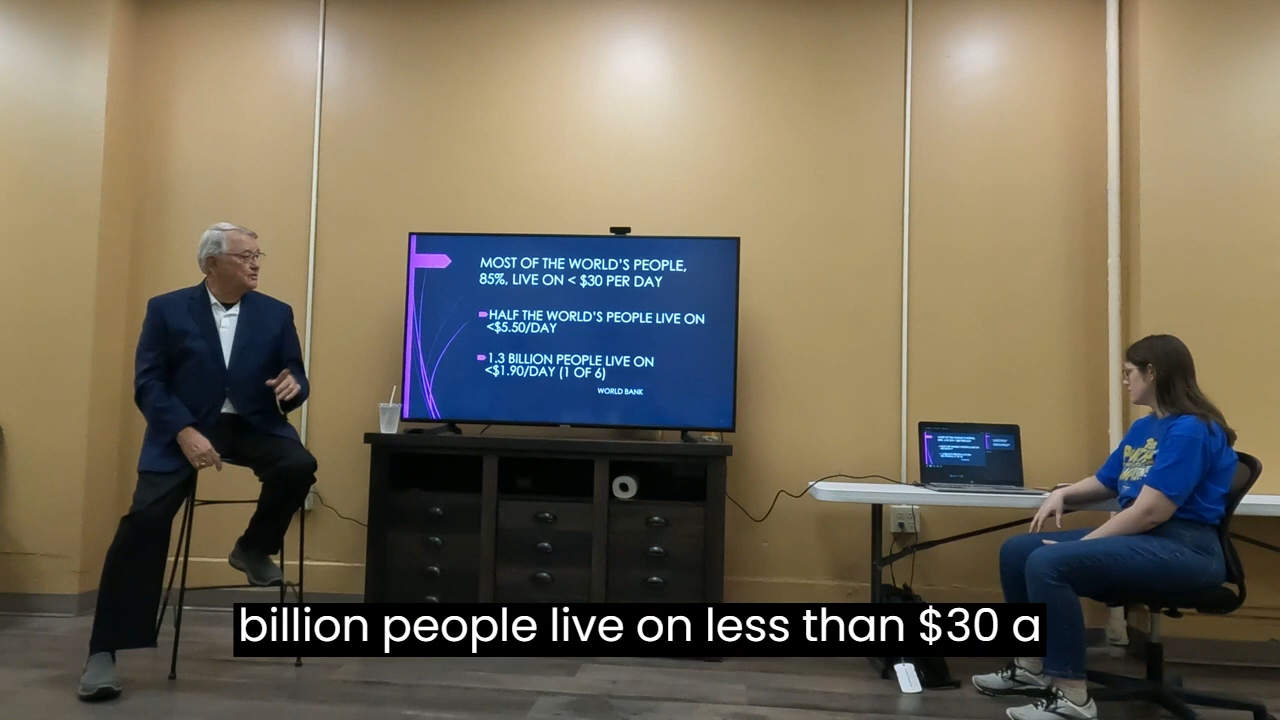 MOST OF THE WORLD'S PEOPLE,
85%, LIVE ON < $30 PER DAY
HALF THE WORLD'S PEOPLE LIVE ON
<$5.50/DAY
1.3 BILLION PEOPLE LIVE ON
<$1.90/DAY (1 OF 6)
WORLD BANK
billion people live on less than $30 a